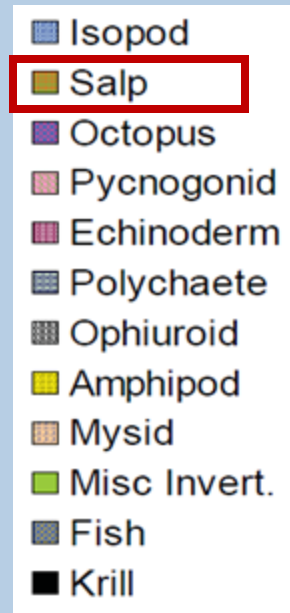 Isopod
Salp
Octopus
Pycnogonid
Echinoderm
Polychaete
Ophiuroid
Amphipod
Mysid
Misc Invert.
Fish
Krill